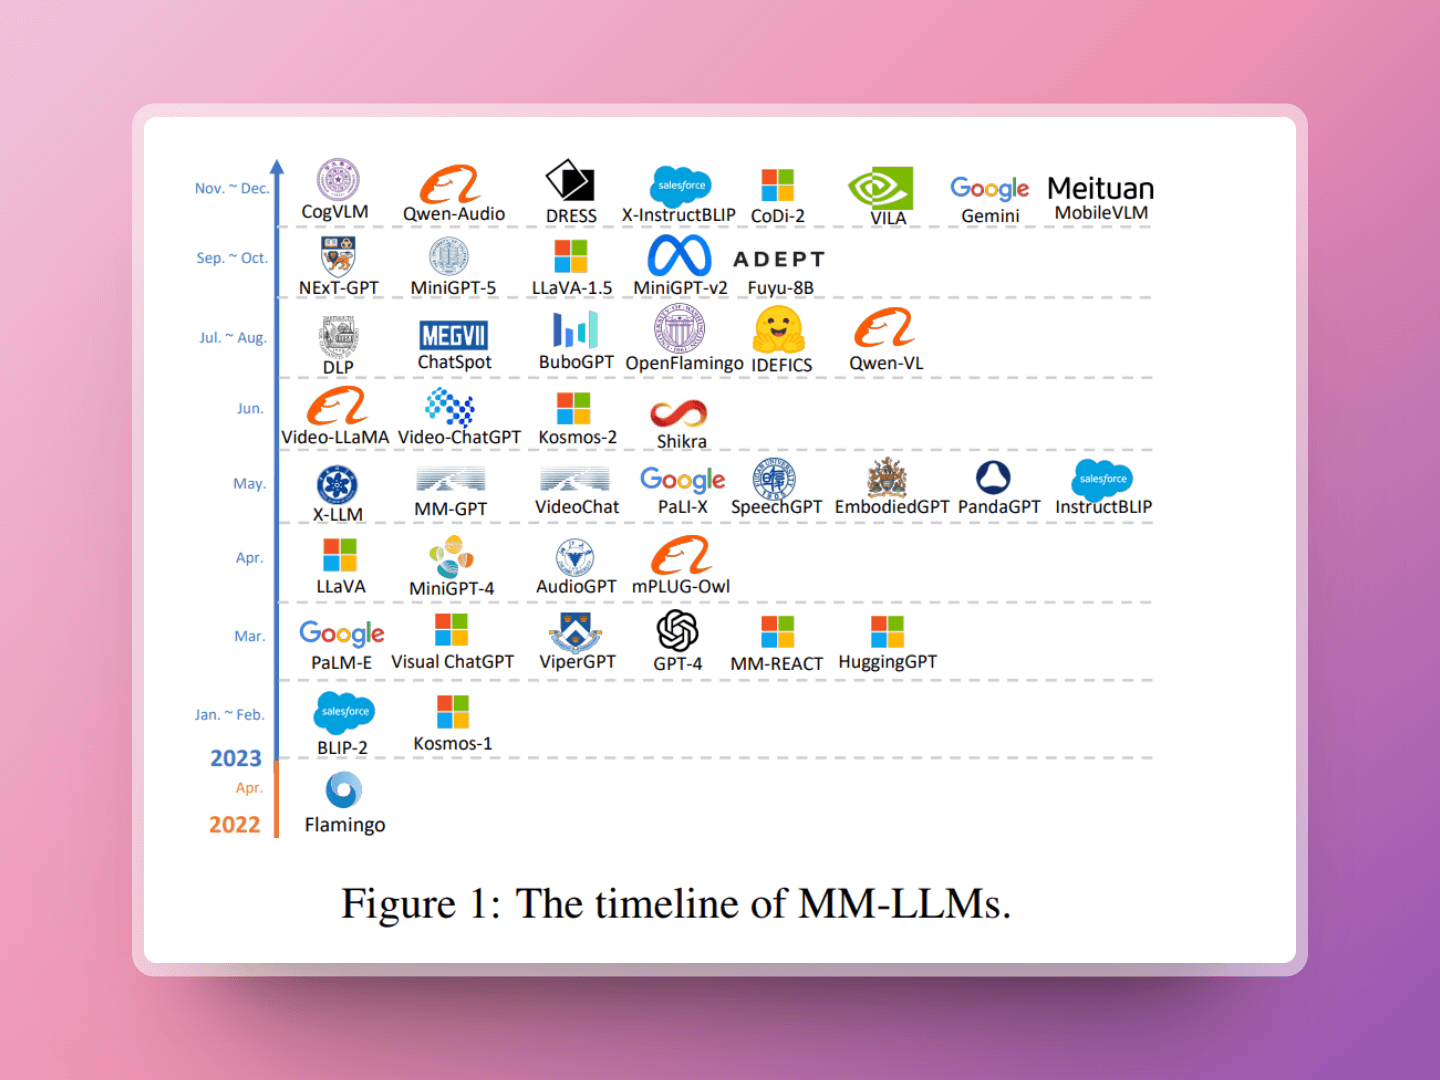 Nov. ~ Dec.
salesforce
Google
Meituan
CogVLM
Qwen-Audio
DRESS
X-InstructBLIP
CoDi-2
VILA
Gemini
MobileVLM
Sep. ~ Oct.
ADEPT
NExT-GPT
MiniGPT-5
LLaVA-1.5
MiniGPT-v2
Fuyu-8B
Jul. ~ Aug.
MEGVII
DLP
ChatSpot
BuboGPT
OpenFlamingo
IDEFICS
Qwen-VL
Jun.
Video-LLaMA
Video-ChatGPT
Kosmos-2
Shikra
May.
Google
salesforce
X-LLM
MM-GPT
VideoChat
PaLI-X
SpeechGPT
EmbodiedGPT
PandaGPT
InstructBLIP
Apr.
LLaVA
MiniGPT-4
AudioGPT
mPLUG-Owl
Mar.
Google
PaLM-E
Visual ChatGPT
ViperGPT
GPT-4
MM-REACT
HuggingGPT
Jan. ~ Feb.
salesforce
BLIP-2
Kosmos-1
2023
Apr.
2022
Flamingo
Figure 1: The timeline of MM-LLMs.